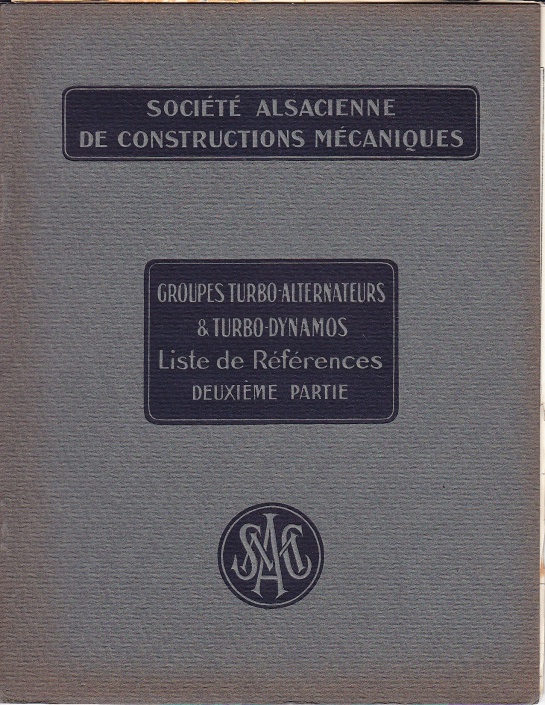 SOCIÉTÉ ALSACIENNE
DE CONSTRUCTIONS MÉCANIQUES
GROUPES TURBO-ALTERNATEURS
& TURBO-DYNAMOS
Liste de Références
DEUXIÈME PARTIE
SACM